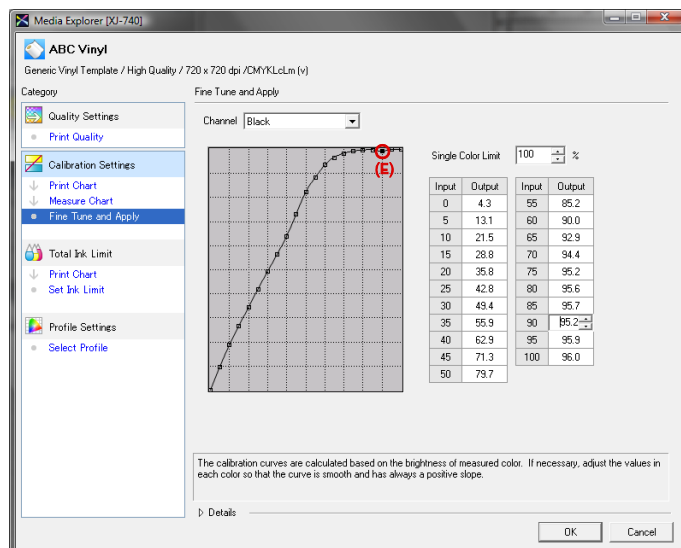 Media Explorer [XJ-740]
ABC Vinyl
Generic Vinyl Template / High Quality / 720 x 720 dpi /CMYKLcLm (v)
Category
Quality Settings
Print Quality
Calibration Settings
Print Chart
Measure Chart
Fine Tune and Apply
Total Ink Limit
Print Chart
Set Ink Limit
Profile Settings
Select Profile
Fine Tune and Apply
Channel Black
(E)
Single Color Limit 100 %
Input Output Input Output
0 4.3 55 85.2
5 13.1 60 90.0
10 21.5 65 92.9
15 28.8 70 94.4
20 35.8 75 95.2
25 42.8 80 95.6
30 49.4 85 95.7
35 55.9 90 95.2
40 62.9 95 95.9
45 71.3 100 96.0
50 79.7
The calibration curves are calculated based on the brightness of measured color. If necessary, adjust the values in
each color so that the curve is smooth and has always a positive slope.
Details
OK Cancel